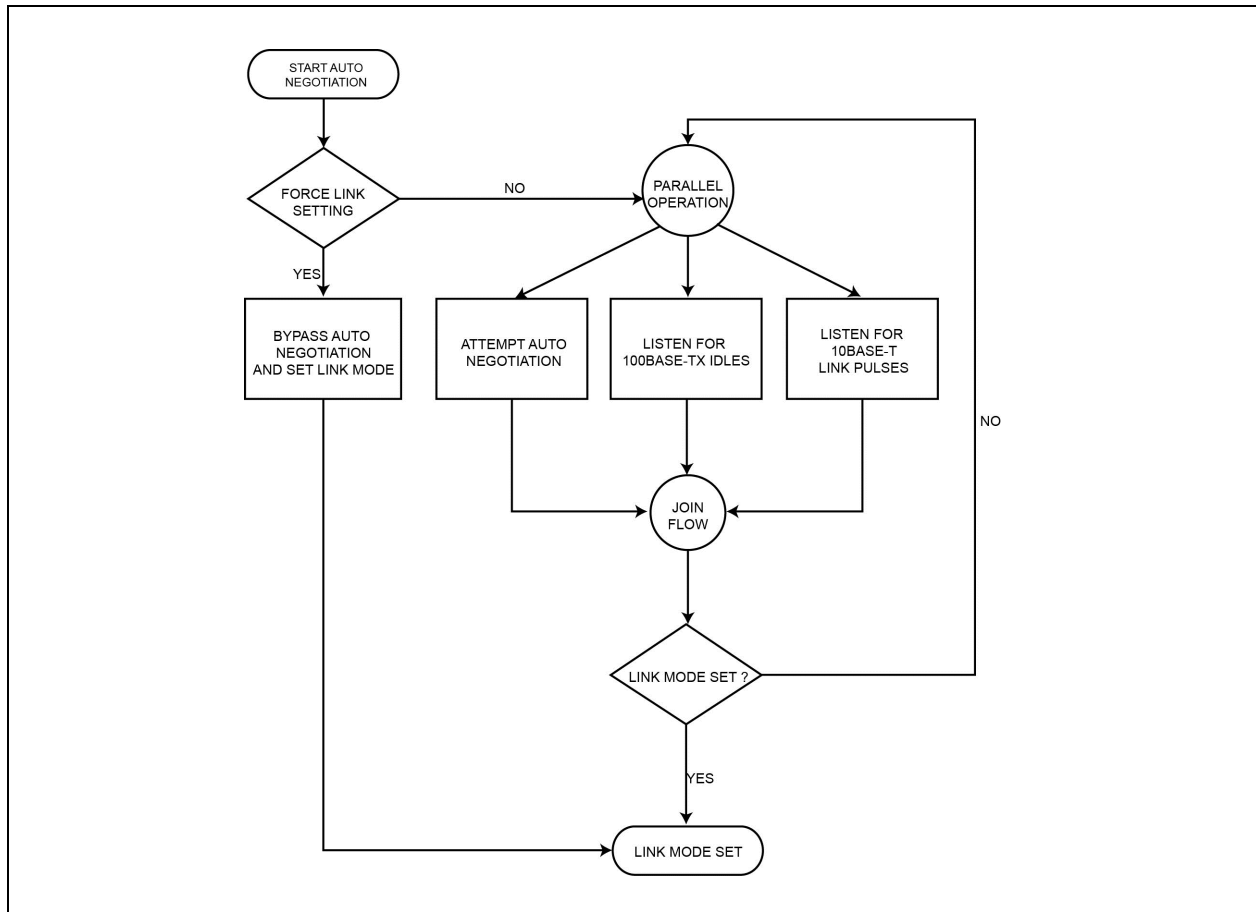 START AUTO
NEGOTIATION
FORCE LINK
SETTING
NO
PARALLEL
OPERATION
YES
BYPASS AUTO
NEGOTIATION
AND SET LINK MODE
ATTEMPT AUTO
NEGOTIATION
LISTEN FOR
100BASE-TX IDLES
LISTEN FOR
10BASE-T
LINK PULSES
NO
JOIN
FLOW
LINK MODE SET ?
YES
LINK MODE SET